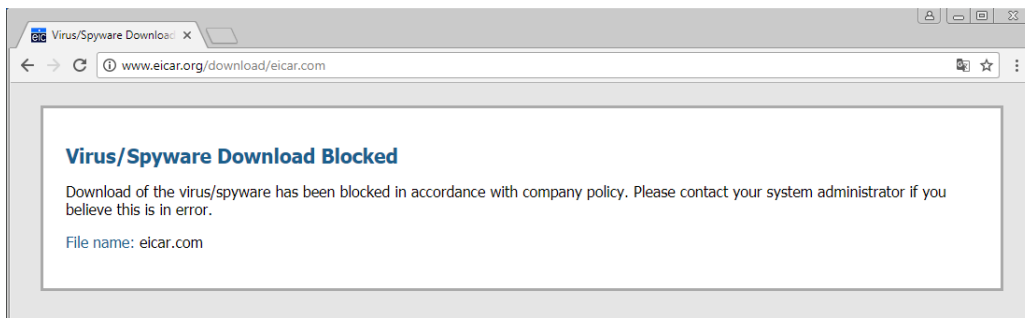 eic Virus/Spyware Download
www.eicar.org/download/eicar.com
Virus/Spyware Download Blocked
Download of the virus/spyware has been blocked in accordance with company policy. Please contact your system administrator if you
believe this is in error.
File name: eicar.com